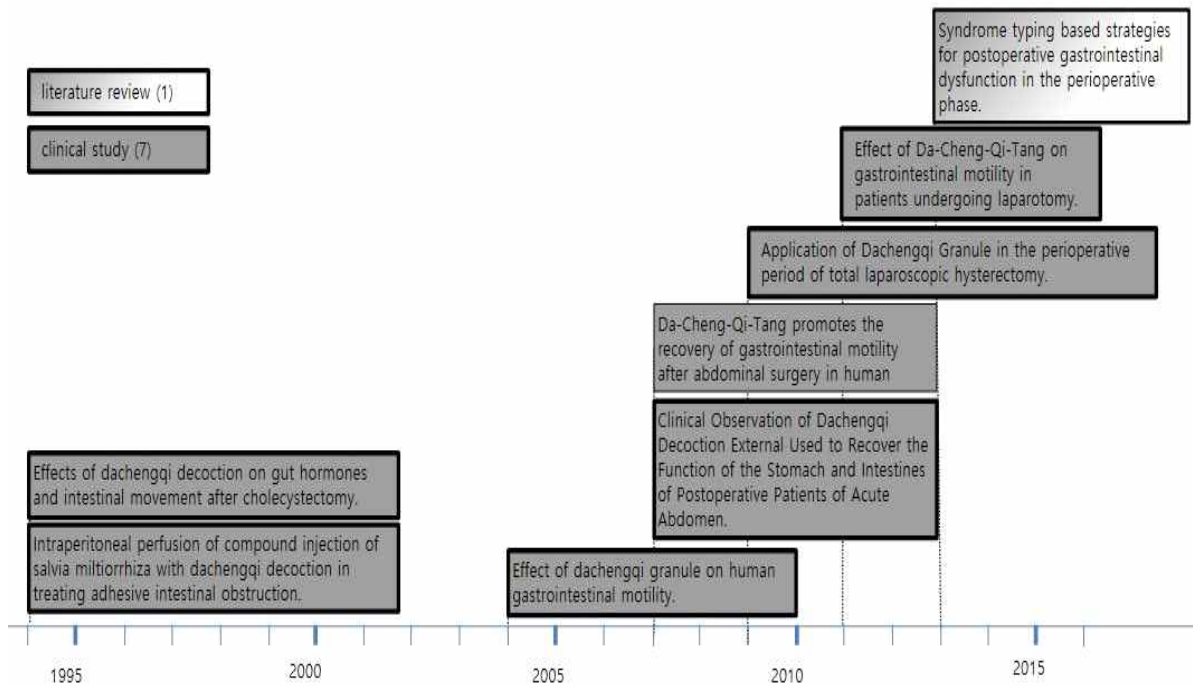 Syndrome typing based strategies
for postoperative gastrointestinal
dysfunction in the perioperative
phase.
literature review (1)
clinical study (7)
Effect of Da-Cheng-Qi-Tang on
gastrointestinal motility in
patients undergoing laparotomy.
Application of Dachengqi Granule in the perioperative
period of total laparoscopic hysterectomy.
Da-Cheng-Qi-Tang promotes the
recovery of gastrointestinal motility
after abdominal surgery in human
Clinical Observation of Dachengqi
Decoction External Used to Recover the
Function of the Stomach and Intestines
of Postoperative Patients of Acute
Abdomen.
Effects of dachengqi decoction on gut hormones
and intestinal movement after cholecystectomy.
Intraperitoneal perfusion of compound injection of
salvia miltiorrhiza with dachengqi decoction in
treating adhesive intestinal obstruction.
Effect of dachengqi granule on human
gastrointestinal motility.
1995
2000
2005
2010
2015